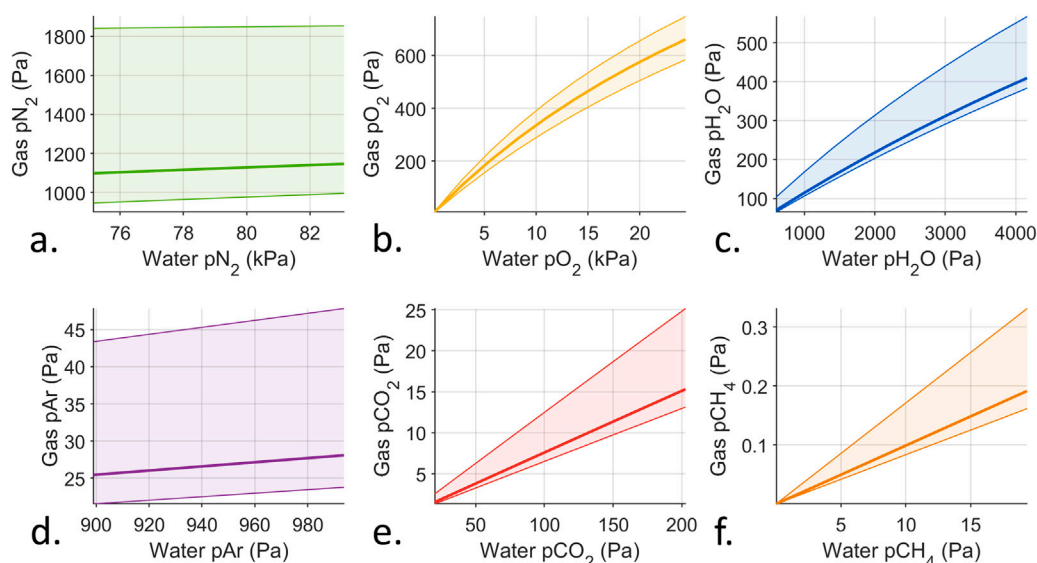 1800
1600
1400
1200
1000
Gas pN₂ (Pa)
76 78 80 82
a.
Water pN₂ (kPa)
600
400
200
Gas pO₂ (Pa)
5 10 15 20
b.
Water pO₂ (kPa)
500
400
300
200
100
Gas pH₂O (Pa)
1000 2000 3000 4000
c.
Water pH₂O (Pa)
45
40
35
30
25
Gas pAr (Pa)
900 920 940 960 980
d.
Water pAr (Pa)
25
20
15
10
5
Gas pCO₂ (Pa)
50 100 150 200
e.
Water pCO₂ (Pa)
0.3
0.2
0.1
Gas pCH₄ (Pa)
5 10 15
f.
Water pCH₄ (Pa)